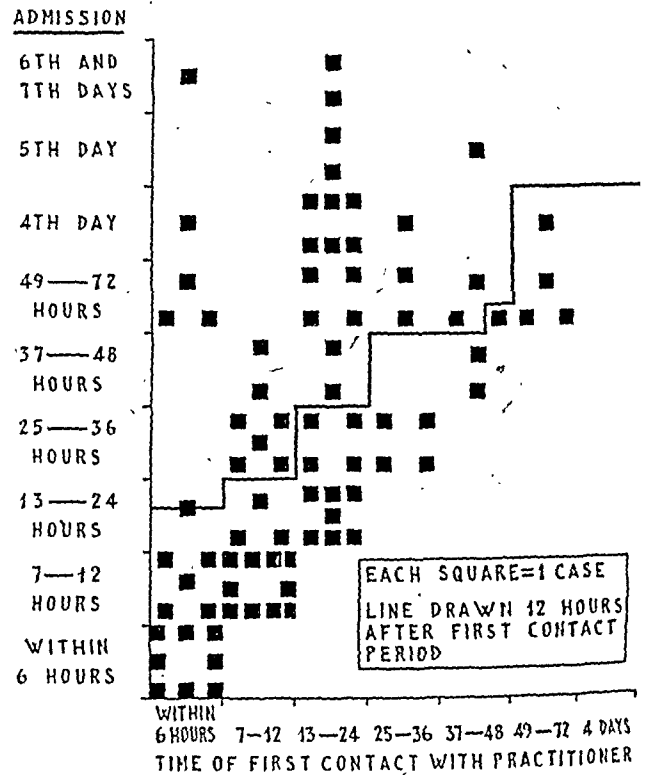 ADMISSION
6TH AND
7TH DAYS
5TH DAY
4TH DAY
49—72
HOURS
37—48
HOURS
25—36
HOURS
13—24
HOURS
7—12
HOURS
WITHIN
6 HOURS
EACH SQUARE=1 CASE
LINE DRAWN 12 HOURS
AFTER FIRST CONTACT
PERIOD
WITHIN
6 HOURS 7—12 13—24 25—36 37—48 49—72 4 DAYS
TIME OF FIRST CONTACT WITH PRACTITIONER